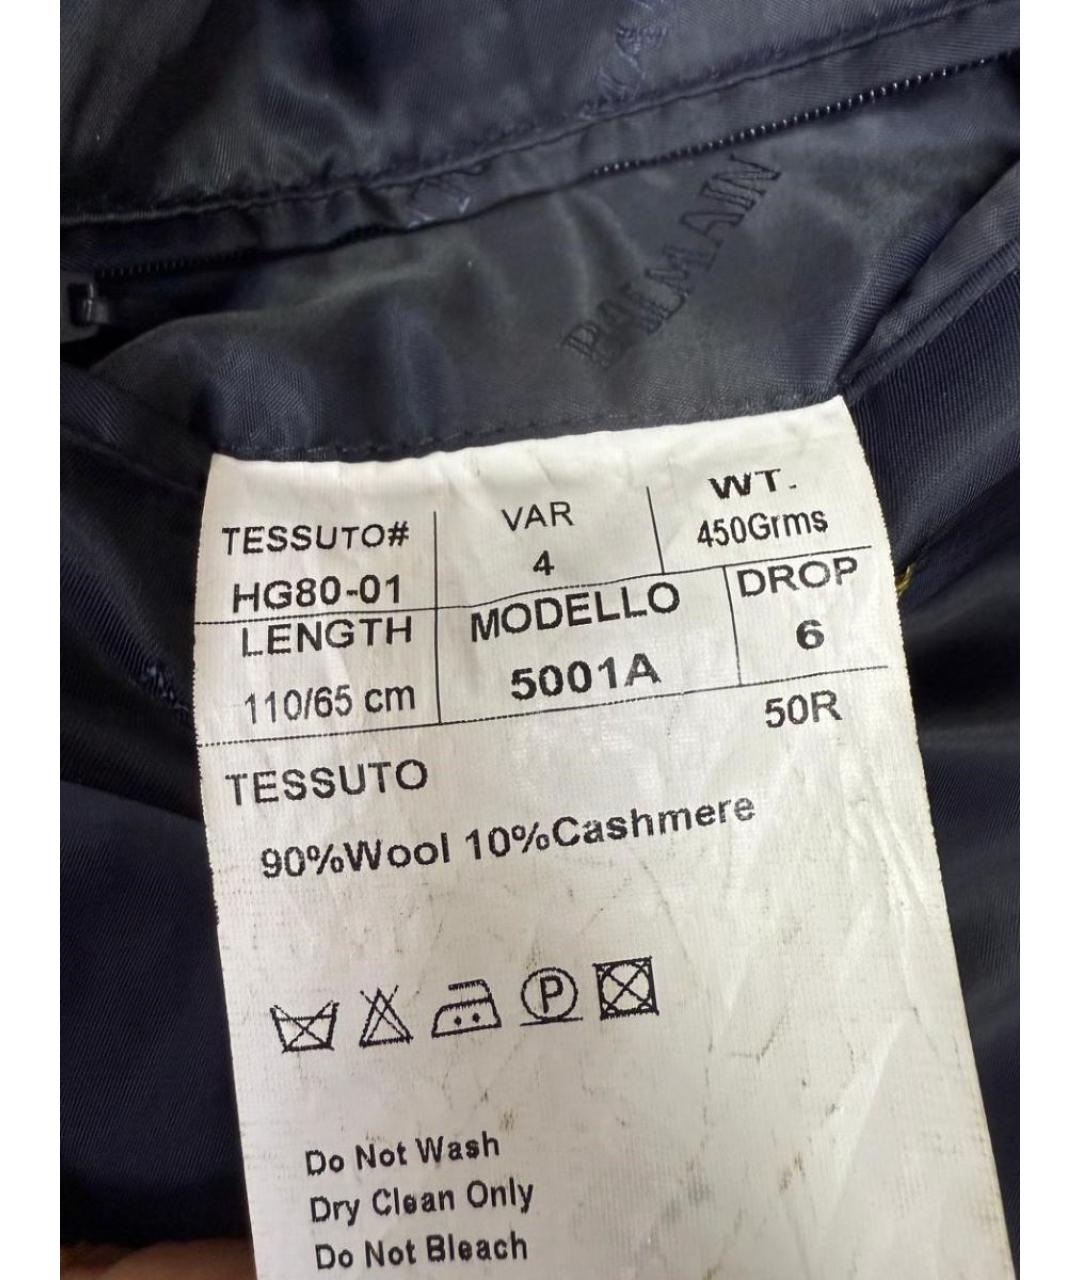 BALMAIN
TESSUTO#
HG80-01
VAR
4
WT.
450Grms
LENGTH
110/65 cm
MODELLO
5001A
DROP
6
50R
TESSUTO
90%Wool 10%Cashmere
P
Do Not Wash
Dry Clean Only
Do Not Bleach